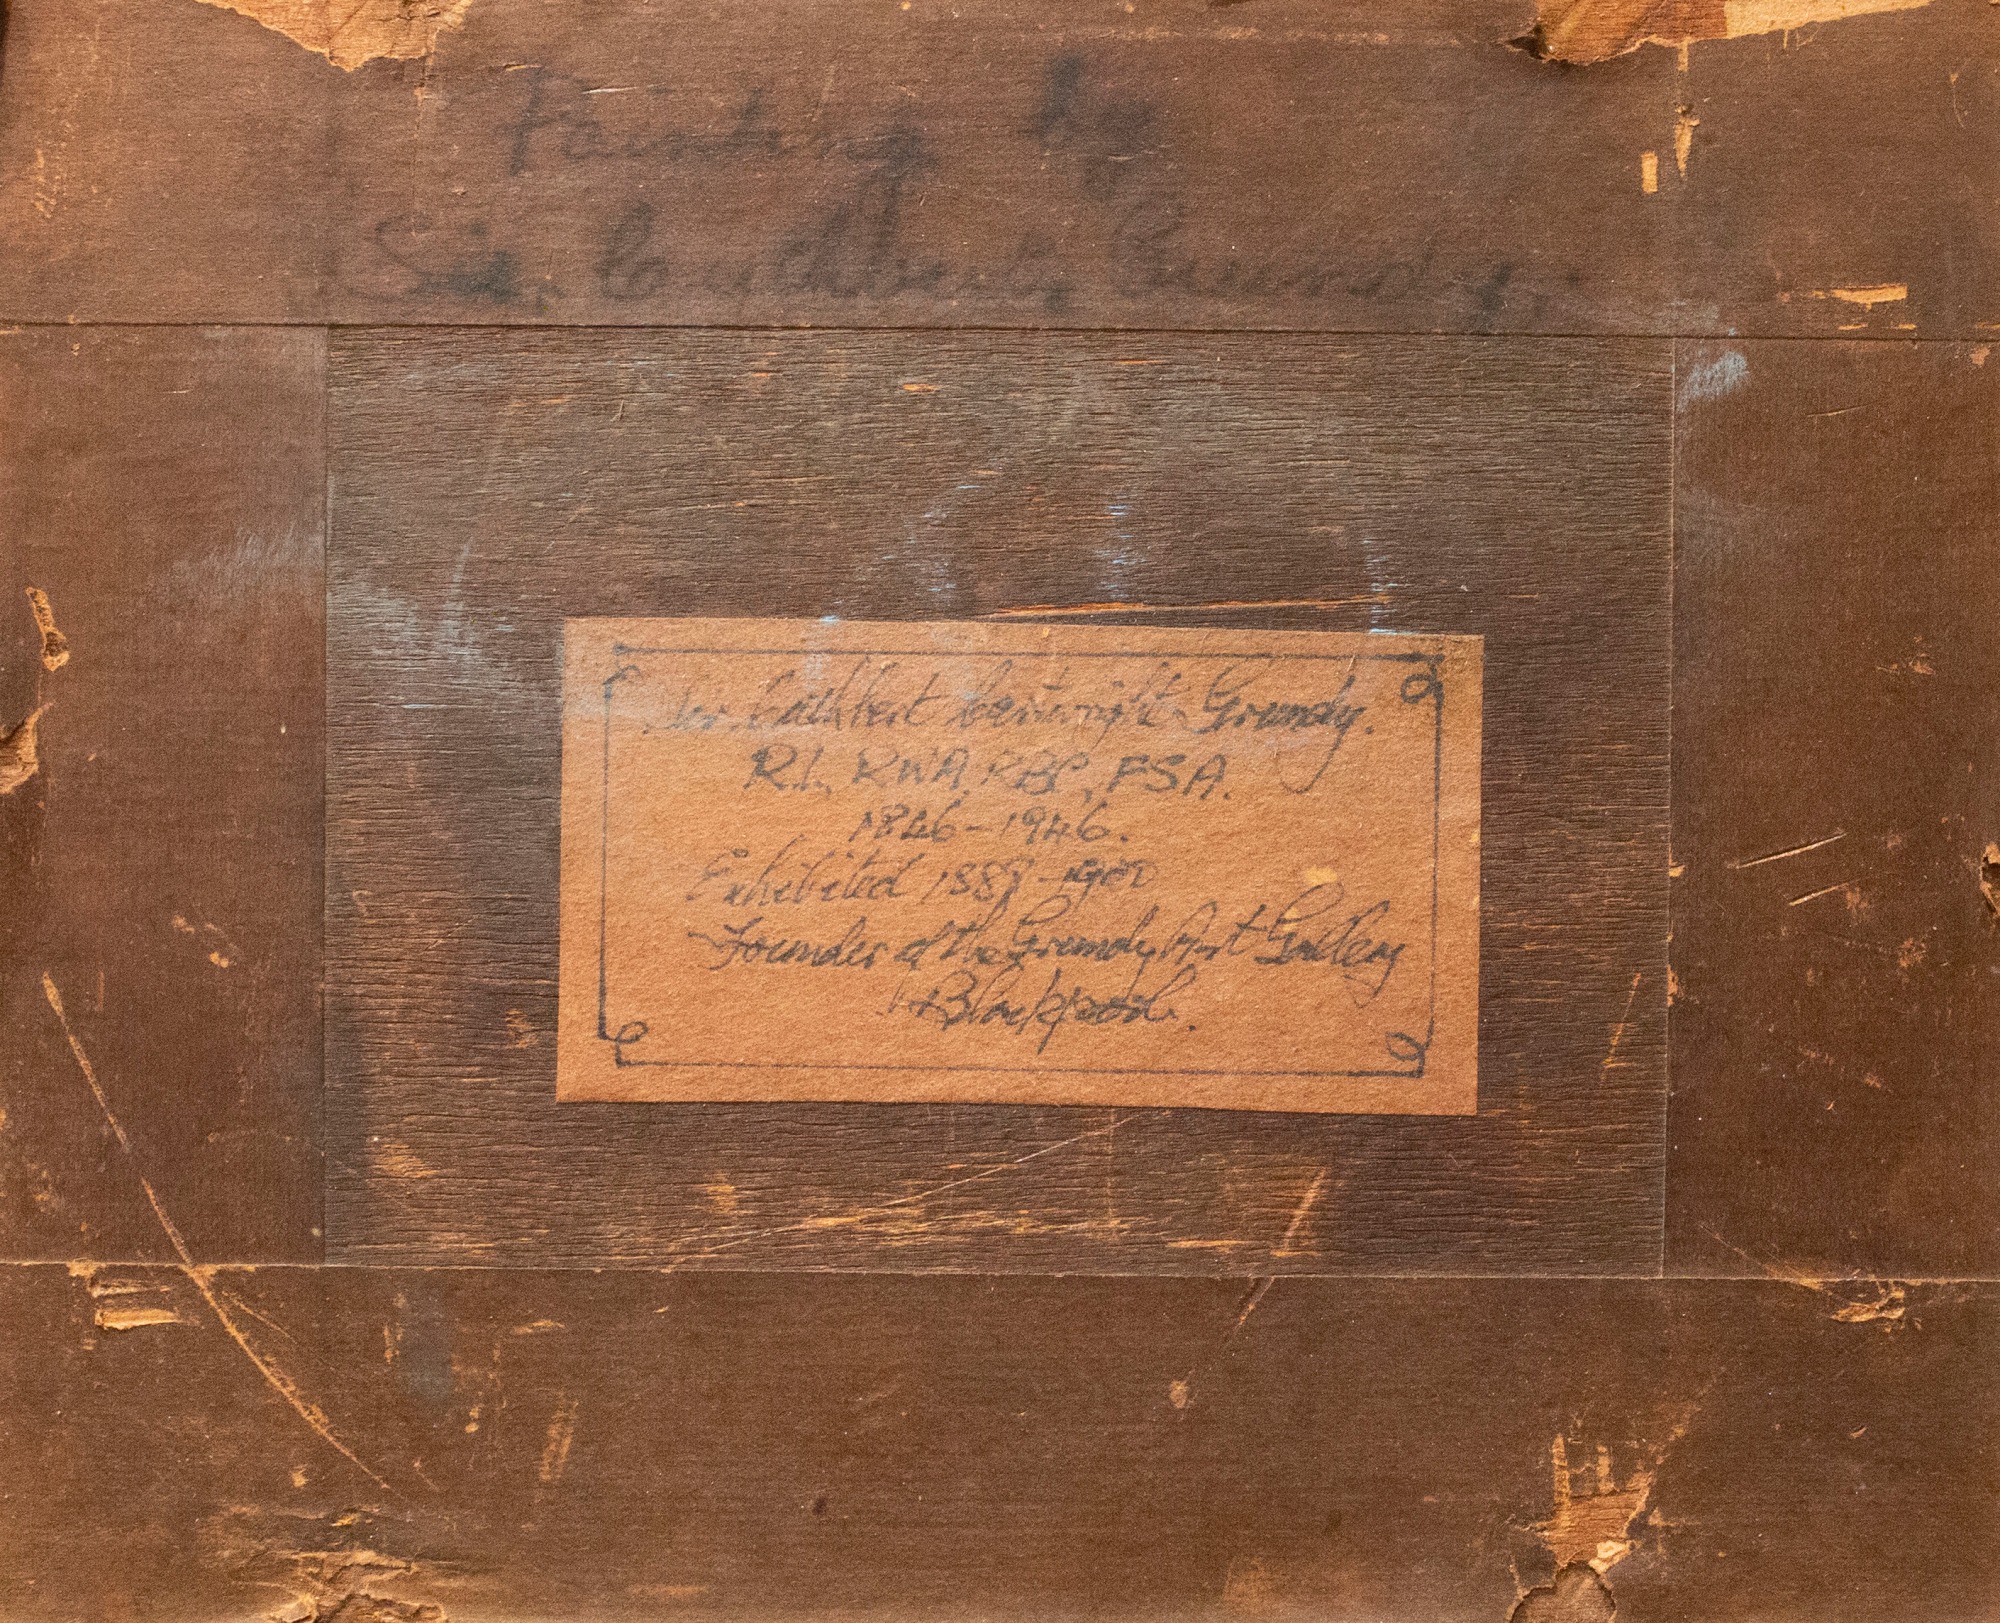 Painting by
Sir Cuthbert Grundy.
Sir Cuthbert Cartwright Grundy.
R.I., RWA, RBC, FSA.
1846-1946.
Exhibited 1887-1900
Founder of the Grundy Art Gallery
Blackpool.